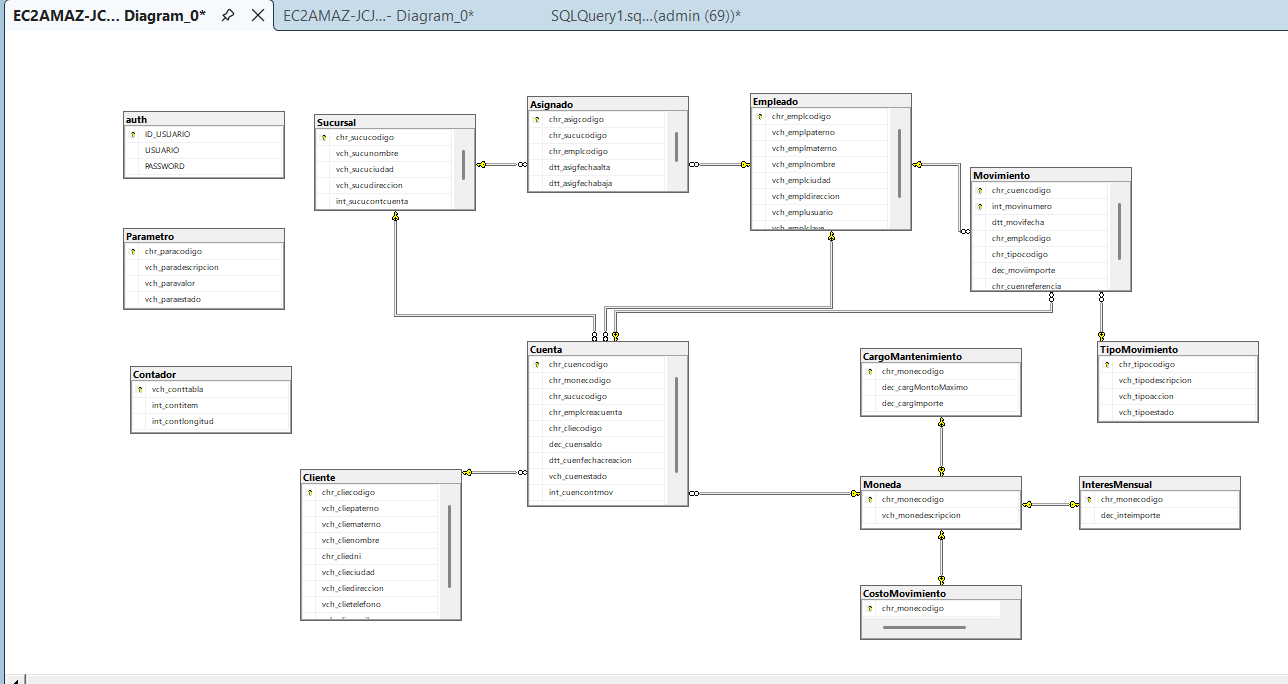 EC2AMAZ-JC... Diagram_0*
EC2AMAZ-JCJ...- Diagram_0*
SQLQuery1.sq...(admin (69))*
auth
ID_USUARIO
USUARIO
PASSWORD
Sucursal
chr_sucucodigo
vch_sucunombre
vch_sucuciudad
vch_sucudireccion
int_sucucontcuenta
Asignado
chr_asigcodigo
chr_sucucodigo
chr_emplcodigo
dtt_asigfechaalta
dtt_asigfechabaja
Empleado
chr_emplcodigo
vch_emplpaterno
vch_emplmaterno
vch_emplnombre
vch_emplciudad
vch_empldireccion
vch_emplusuario
vch_emplclave
Movimiento
chr_cuencodigo
int_movinumero
dtt_movifecha
chr_emplcodigo
chr_tipocodigo
dec_moviimporte
chr_cuenreferencia
Parametro
chr_paracodigo
vch_paradescripcion
vch_paravalor
vch_paraestado
Contador
vch_conttabla
int_contitem
int_contlongitud
Cuenta
chr_cuencodigo
chr_monecodigo
chr_sucucodigo
chr_emplcreacuenta
chr_cliecodigo
dec_cuensaldo
dtt_cuenfechacreacion
vch_cuenestado
int_cuencontmov
CargoMantenimiento
chr_monecodigo
dec_cargMontoMaximo
dec_cargImporte
TipoMovimiento
chr_tipocodigo
vch_tipodescripcion
vch_tipoaccion
vch_tipoestado
Cliente
chr_cliecodigo
vch_cliepaterno
vch_cliematerno
vch_clienombre
chr_cliedni
vch_clieciudad
vch_cliedireccion
vch_clietelefono
Moneda
chr_monecodigo
vch_monedescripcion
InteresMensual
chr_monecodigo
dec_inteimporte
CostoMovimiento
chr_monecodigo